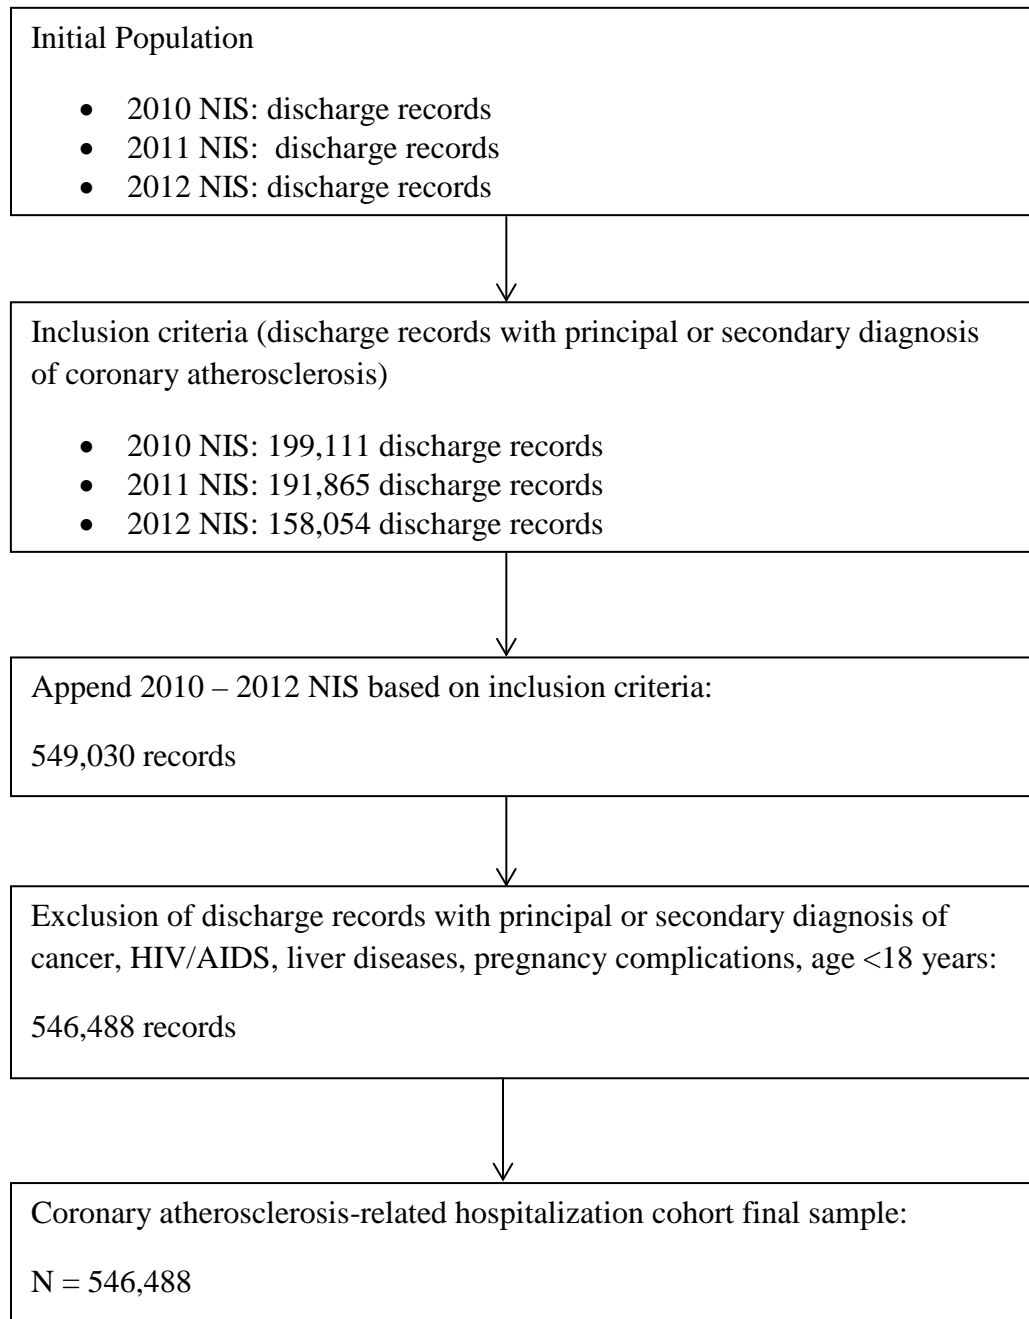 Initial Population
• 2010 NIS: discharge records
• 2011 NIS:  discharge records
• 2012 NIS: discharge records
Inclusion criteria (discharge records with principal or secondary diagnosis
of coronary atherosclerosis)
• 2010 NIS: 199,111 discharge records
• 2011 NIS: 191,865 discharge records
• 2012 NIS: 158,054 discharge records
Append 2010 – 2012 NIS based on inclusion criteria:
549,030 records
Exclusion of discharge records with principal or secondary diagnosis of
cancer, HIV/AIDS, liver diseases, pregnancy complications, age <18 years:
546,488 records
Coronary atherosclerosis-related hospitalization cohort final sample:
N = 546,488